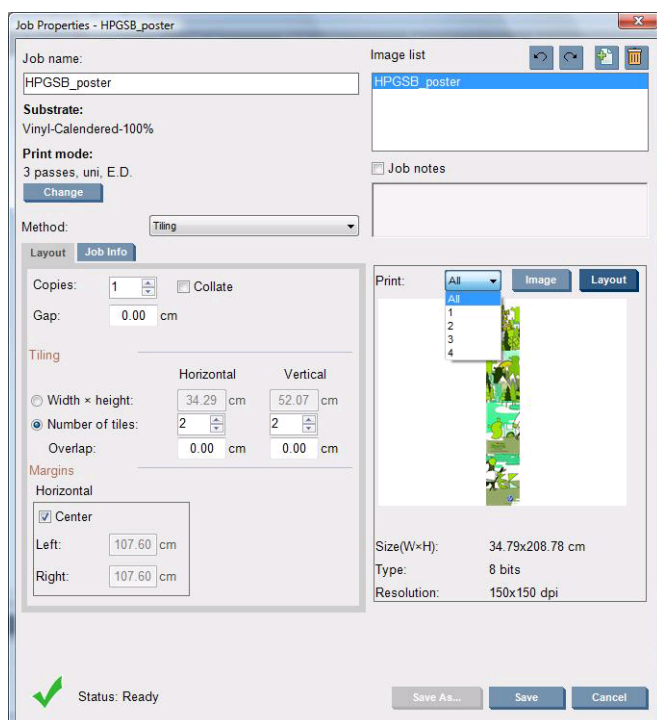 Job Properties - HPGSB_poster
Job name:
HPGSB_poster
Substrate:
Vinyl-Calendered-100%
Print mode:
3 passes, uni, E.D.
Change
Method:
Tiling
Image list
HPGSB_poster
Job notes
Layout
Job Info
Copies:
1
Collate
Gap:
0.00 cm
Tiling
Horizontal
Vertical
Width × height:
34.29 cm
52.07 cm
Number of tiles:
2
2
Overlap:
0.00 cm
0.00 cm
Margins
Horizontal
Center
Left:
107.60 cm
Right:
107.60 cm
Print:
All
Image
Layout
All
1
2
3
4
Size(W×H):
34.79x208.78 cm
Type:
8 bits
Resolution:
150x150 dpi
Status: Ready
Save As...
Save
Cancel